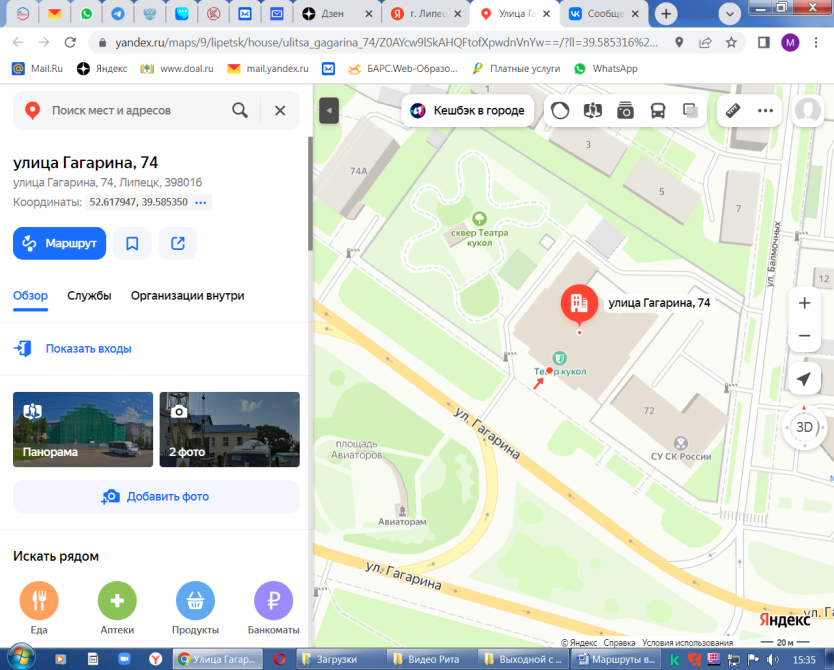 Дзен
г. Липец
Улица Га
Сообще
yandex.ru/maps/9/lipetsk/house/ulitsa_gagarina_74/Z0AYcw9lSkAHQFtofXpwdnVnYw==/?ll=39.585316%2...
M
Mail.Ru
Яндекс
www.doal.ru
mail.yandex.ru
БАРС.Web-Образо...
Платные услуги
WhatsApp
Поиск мест и адресов
Кешбэк в городе
улица Гагарина, 74
улица Гагарина, 74, Липецк, 398016
Координаты: 52.617947, 39.585350
Маршрут
Обзор
Службы
Организации внутри
Показать входы
Панорама
2 фото
Добавить фото
Искать рядом
Еда
Аптеки
Продукты
Банкоматы
1
3
74А
5
7
сквер Театра
кукол
ул. Балмочных
12
улица Гагарина, 74
Театр кукол
72
СУ СК России
3D
ул. Гагарина
площадь
Авиаторов
Авиаторам
ул. Гагарина
ул. Га
Яндекс
© Яндекс Справка Условия использования
20 м
Улица Гагар...
Загрузки
Видео Рита
Выходной с ...
Маршруты в...
15:35